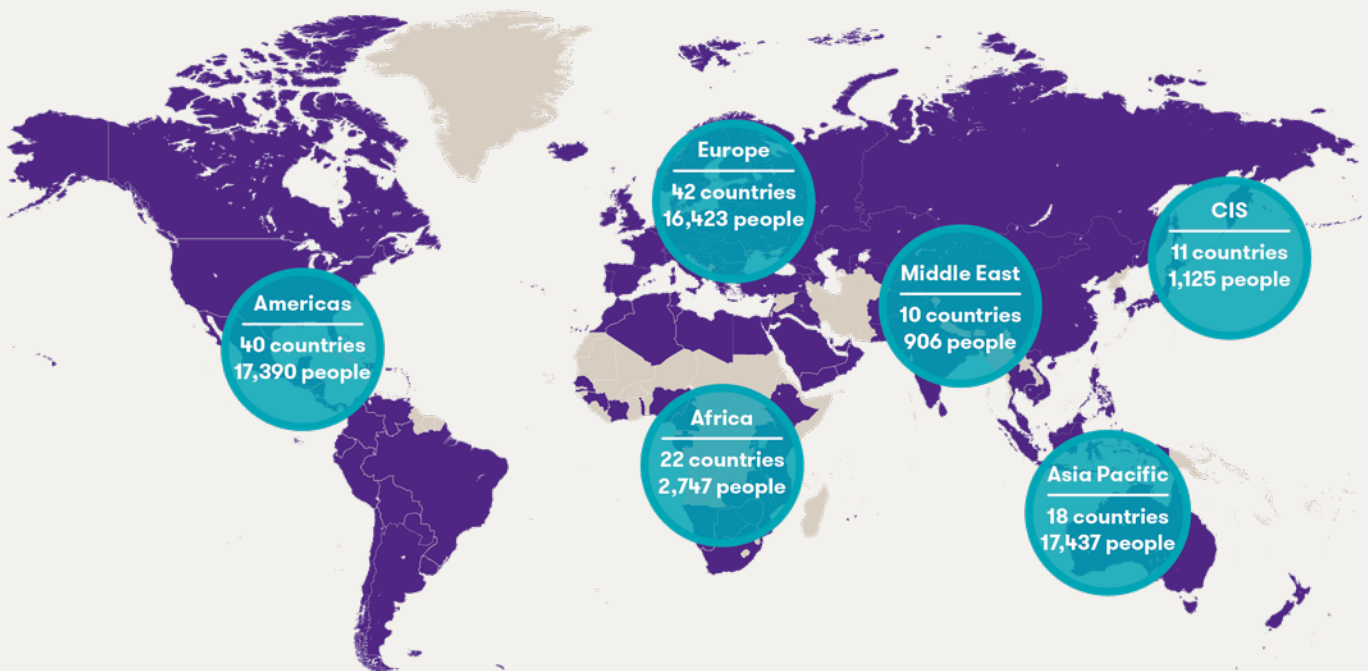 Europe
42 countries
16,423 people
CIS
11 countries
1,125 people
Middle East
10 countries
906 people
Americas
40 countries
17,390 people
Africa
22 countries
2,747 people
Asia Pacific
18 countries
17,437 people